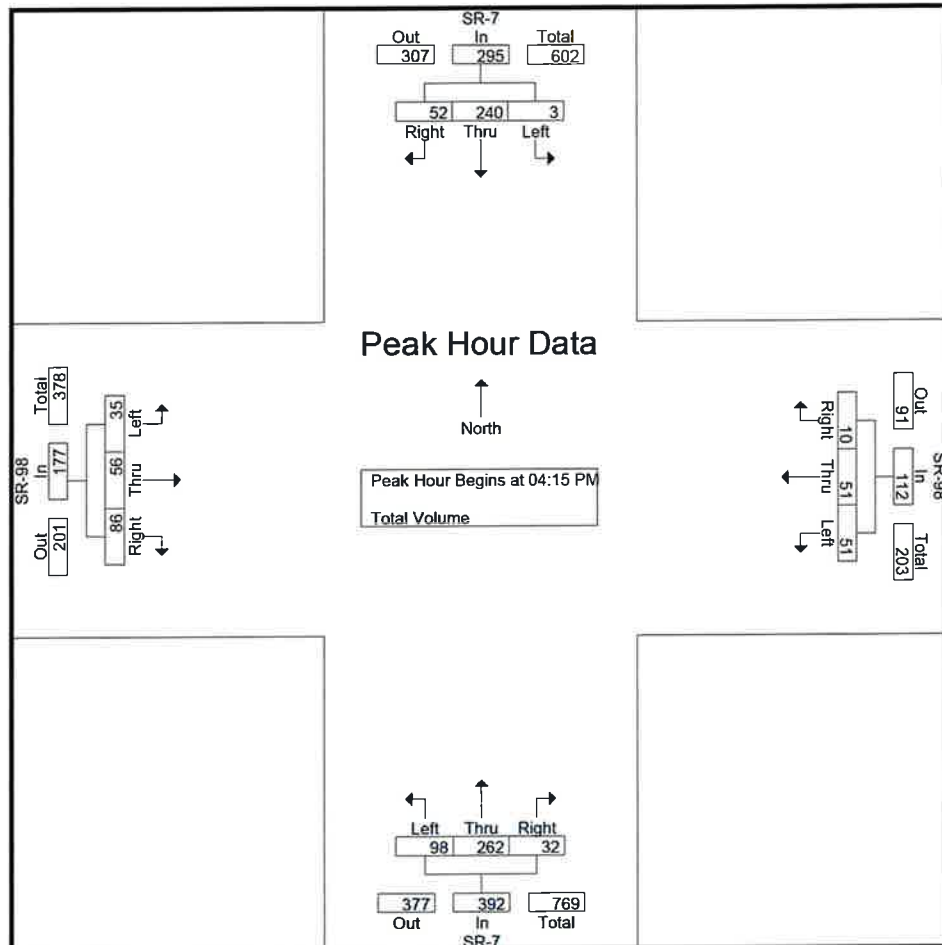 SR-7
Out In Total
307 295 602
52 240 3
Right Thru Left
Peak Hour Data
North
Peak Hour Begins at 04:15 PM
Total Volume
SR-98
Total In Out
378 177 201
35 56 86
Left Thru Right
Right Thru Left
10 51 51
Out In Total
91 112 203
SR-98
Left Thru Right
98 262 32
377 392 769
Out In Total
SR-7